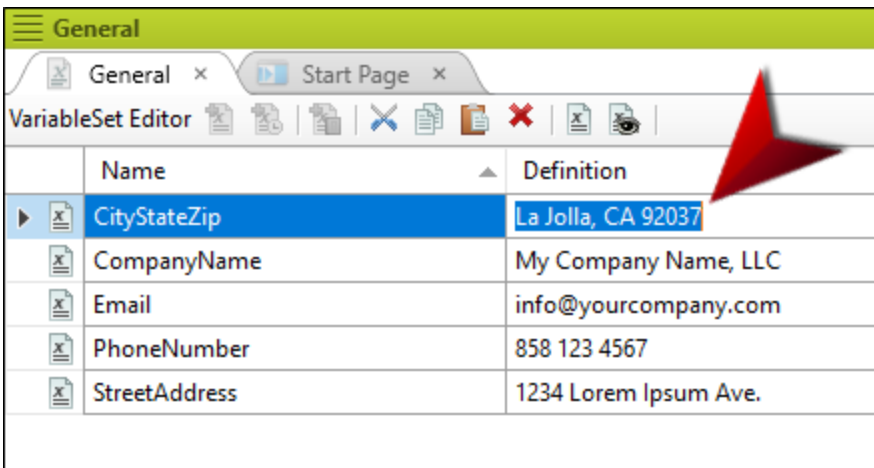 General
General × Start Page ×
VariableSet Editor
Name Definition
CityStateZip La Jolla, CA 92037
CompanyName My Company Name, LLC
Email info@yourcompany.com
PhoneNumber 858 123 4567
StreetAddress 1234 Lorem Ipsum Ave.